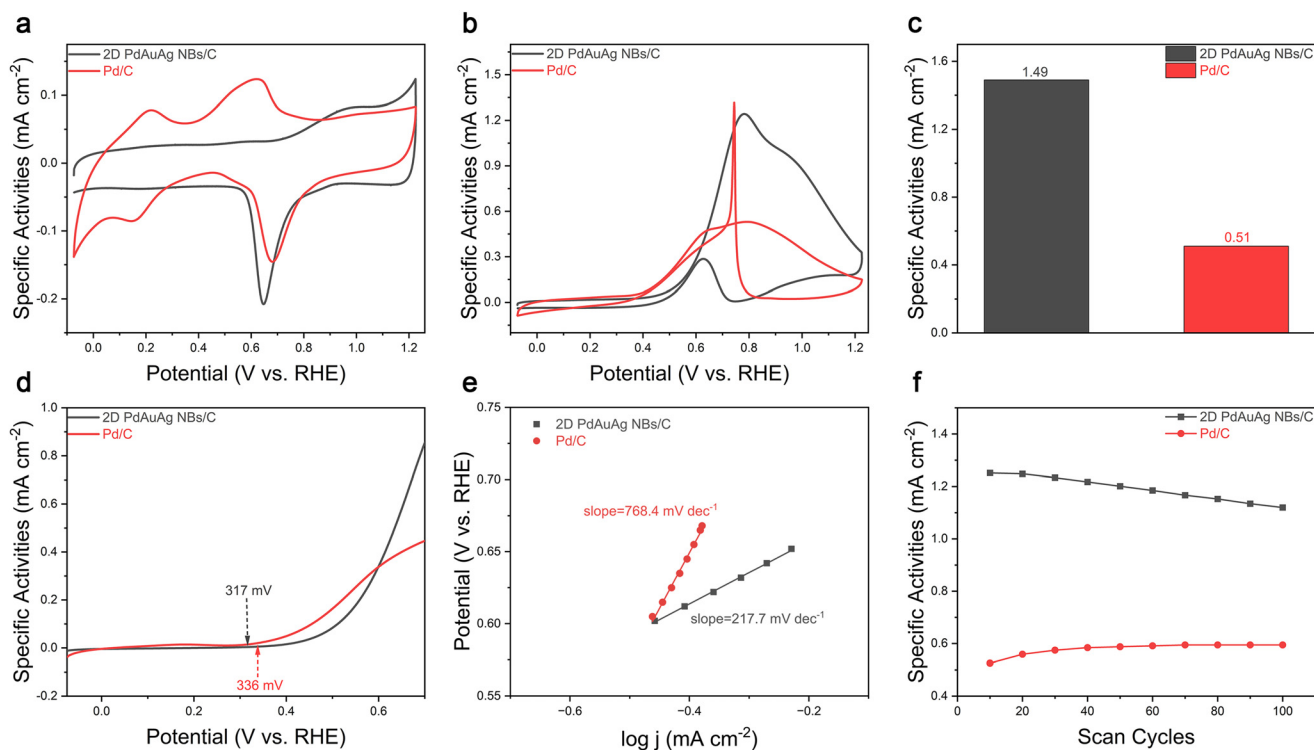 a
2D PdAuAg NBs/C
Pd/C
0.1
0.0
-0.1
-0.2
Specific Activities (mA cm-2)
0.0 0.2 0.4 0.6 0.8 1.0 1.2
Potential (V vs. RHE)
b
2D PdAuAg NBs/C
Pd/C
1.5
1.2
0.9
0.6
0.3
0.0
Specific Activities (mA cm-2)
0.0 0.2 0.4 0.6 0.8 1.0 1.2
Potential (V vs. RHE)
c
2D PdAuAg NBs/C
Pd/C
1.6
1.2
0.8
0.4
0.0
Specific Activities (mA cm-2)
1.49
0.51
d
2D PdAuAg NBs/C
Pd/C
1.0
0.8
0.6
0.4
0.2
0.0
-0.2
Specific Activities (mA cm-2)
317 mV
336 mV
0.0 0.2 0.4 0.6
Potential (V vs. RHE)
e
2D PdAuAg NBs/C
Pd/C
0.75
0.70
0.65
0.60
0.55
Potential (V vs. RHE)
slope=768.4 mV dec-1
slope=217.7 mV dec-1
−0.6 −0.4 −0.2
log j (mA cm-2)
f
2D PdAuAg NBs/C
Pd/C
1.4
1.2
1.0
0.8
0.6
0.4
Specific Activities (mA cm-2)
0 20 40 60 80 100
Scan Cycles